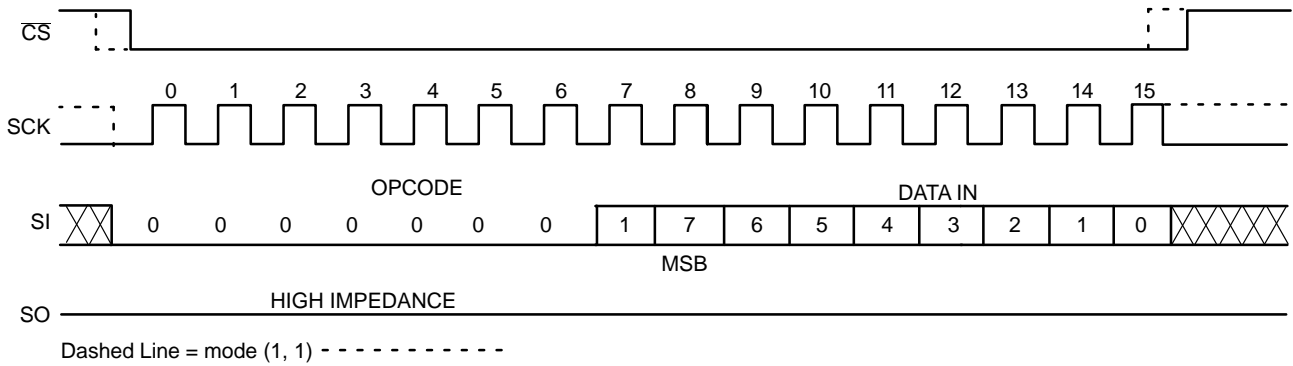 CS
0 1 2 3 4 5 6 7 8 9 10 11 12 13 14 15
SCK
OPCODE
DATA IN
SI
0 0 0 0 0 0 0 1 7 6 5 4 3 2 1 0
MSB
HIGH IMPEDANCE
SO
Dashed Line = mode (1, 1)